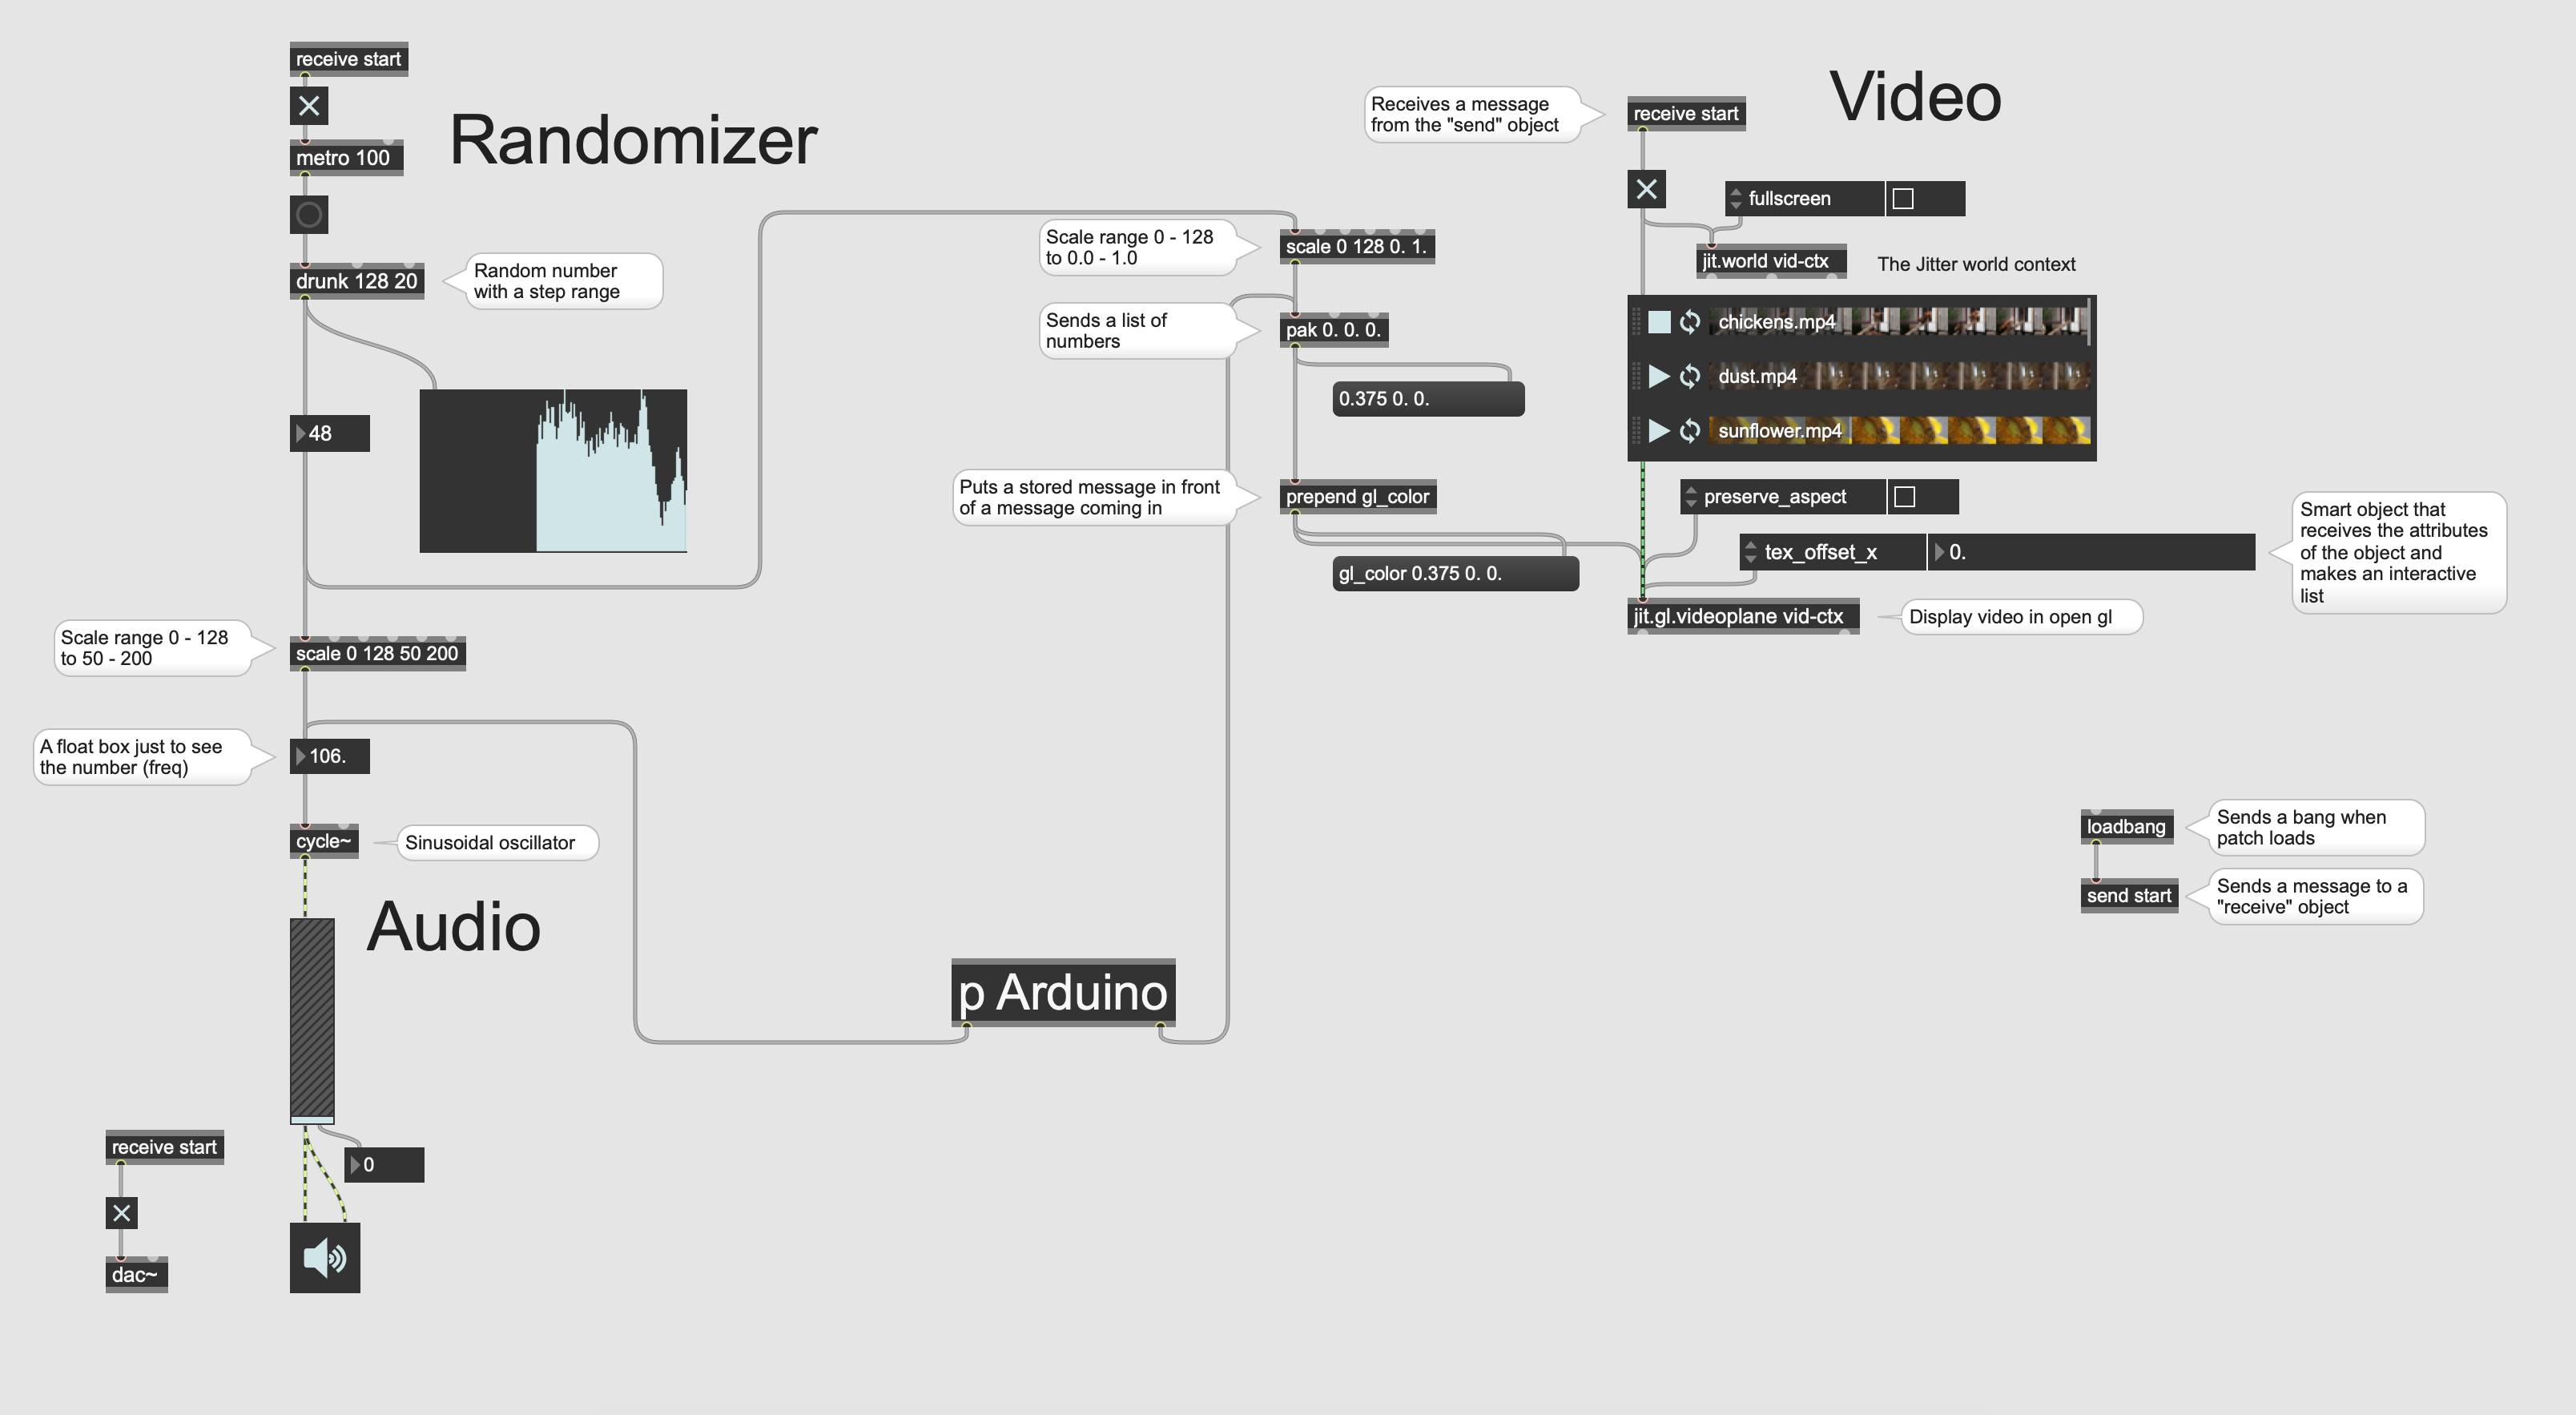 receive start
metro 100
Randomizer
drunk 128 20
Random number
with a step range
48
Scale range 0 - 128
to 50 - 200
scale 0 128 50 200
A float box just to see
the number (freq)
106.
cycle~
Sinusoidal oscillator
Audio
0
receive start
dac~
p Arduino
Scale range 0 - 128
to 0.0 - 1.0
scale 0 128 0. 1.
Sends a list of
numbers
pak 0. 0. 0.
0.375 0. 0.
Puts a stored message in front
of a message coming in
prepend gl_color
gl_color 0.375 0. 0.
Video
Receives a message
from the "send" object
receive start
fullscreen
jit.world vid-ctx
The Jitter world context
chickens.mp4
dust.mp4
sunflower.mp4
preserve_aspect
tex_offset_x
0.
Smart object that
receives the attributes
of the object and
makes an interactive
list
jit.gl.videoplane vid-ctx
Display video in open gl
loadbang
Sends a bang when
patch loads
send start
Sends a message to a
"receive" object